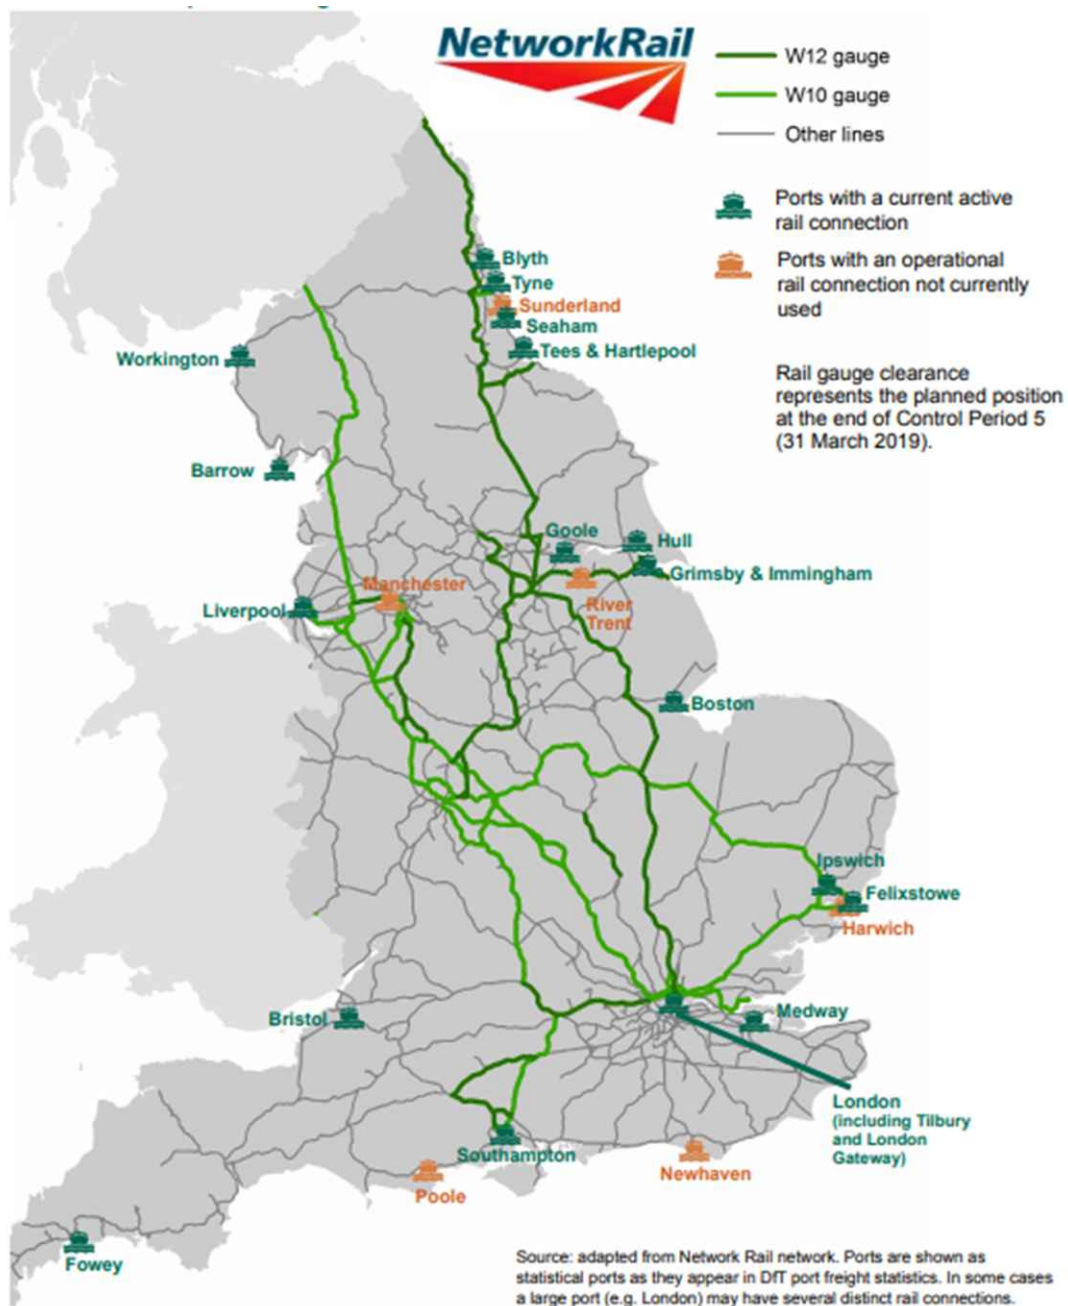 NetworkRail
W12 gauge
W10 gauge
Other lines
Ports with a current active
rail connection
Ports with an operational
rail connection not currently
used
Rail gauge clearance
represents the planned position
at the end of Control Period 5
(31 March 2019).
Blyth
Tyne
Sunderland
Seaham
Tees & Hartlepool
Workington
Barrow
Goole
Hull
Grimsby & Immingham
Manchester
Liverpool
River
Trent
Boston
Ipswich
Felixstowe
Harwich
Bristol
Medway
London
(including Tilbury
and London
Gateway)
Southampton
Newhaven
Poole
Fowey
Source: adapted from Network Rail network. Ports are shown as
statistical ports as they appear in DfT port freight statistics. In some cases
a large port (e.g. London) may have several distinct rail connections.